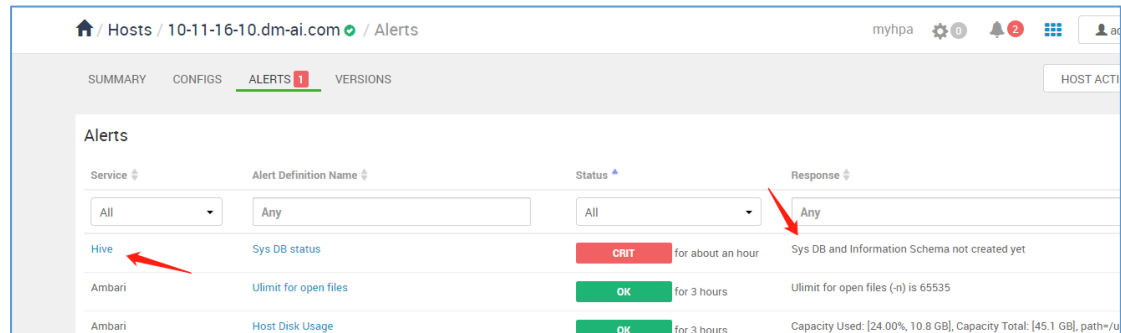 / Hosts / 10-11-16-10.dm-ai.com / Alerts myhpa 0 2
SUMMARY CONFIGS ALERTS 1 VERSIONS HOST ACTI
Alerts
Service Alert Definition Name Status Response
All Any All Any
Hive Sys DB status CRIT for about an hour Sys DB and Information Schema not created yet
Ambari Ulimit for open files OK for 3 hours Ulimit for open files (-n) is 65535
Ambari Host Disk Usage OK for 3 hours Capacity Used: [24.00%, 10.8 GB], Capacity Total: [45.1 GB], path=/u